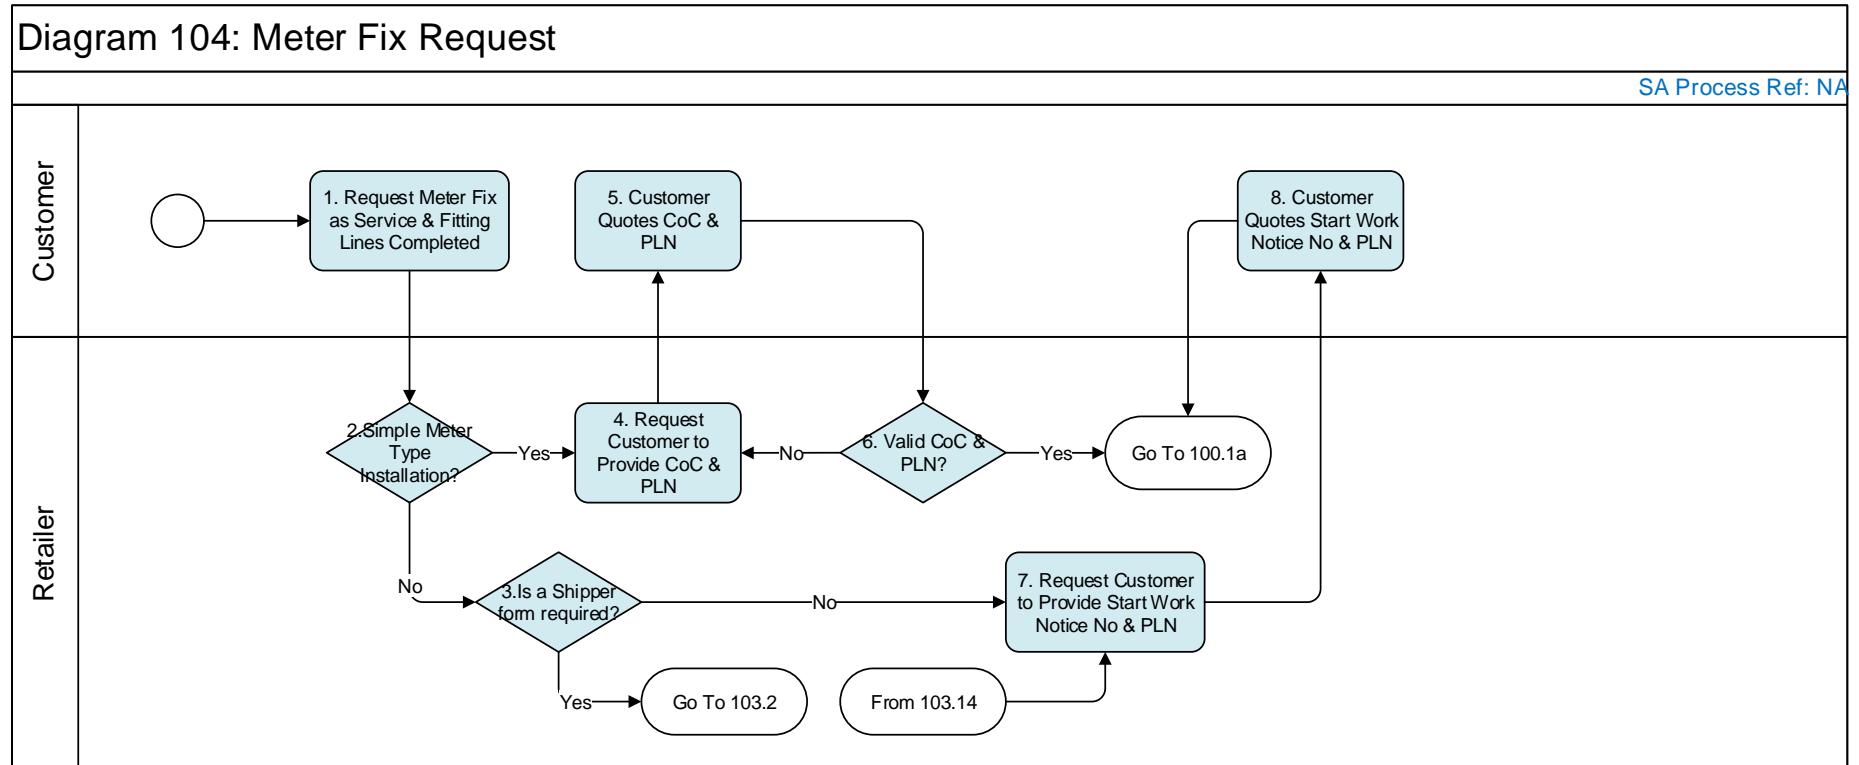 Diagram 104: Meter Fix Request
SA Process Ref: NA
Customer
1. Request Meter Fix
as Service & Fitting
Lines Completed
5. Customer
Quotes CoC &
PLN
8. Customer
Quotes Start Work
Notice No & PLN
Retailer
2.Simple Meter
Type
Installation?
Yes
4. Request
Customer to
Provide CoC &
PLN
No
6. Valid CoC &
PLN?
Yes
Go To 100.1a
No
3.Is a Shipper
form required?
No
7. Request Customer
to Provide Start Work
Notice No & PLN
Yes
Go To 103.2
From 103.14